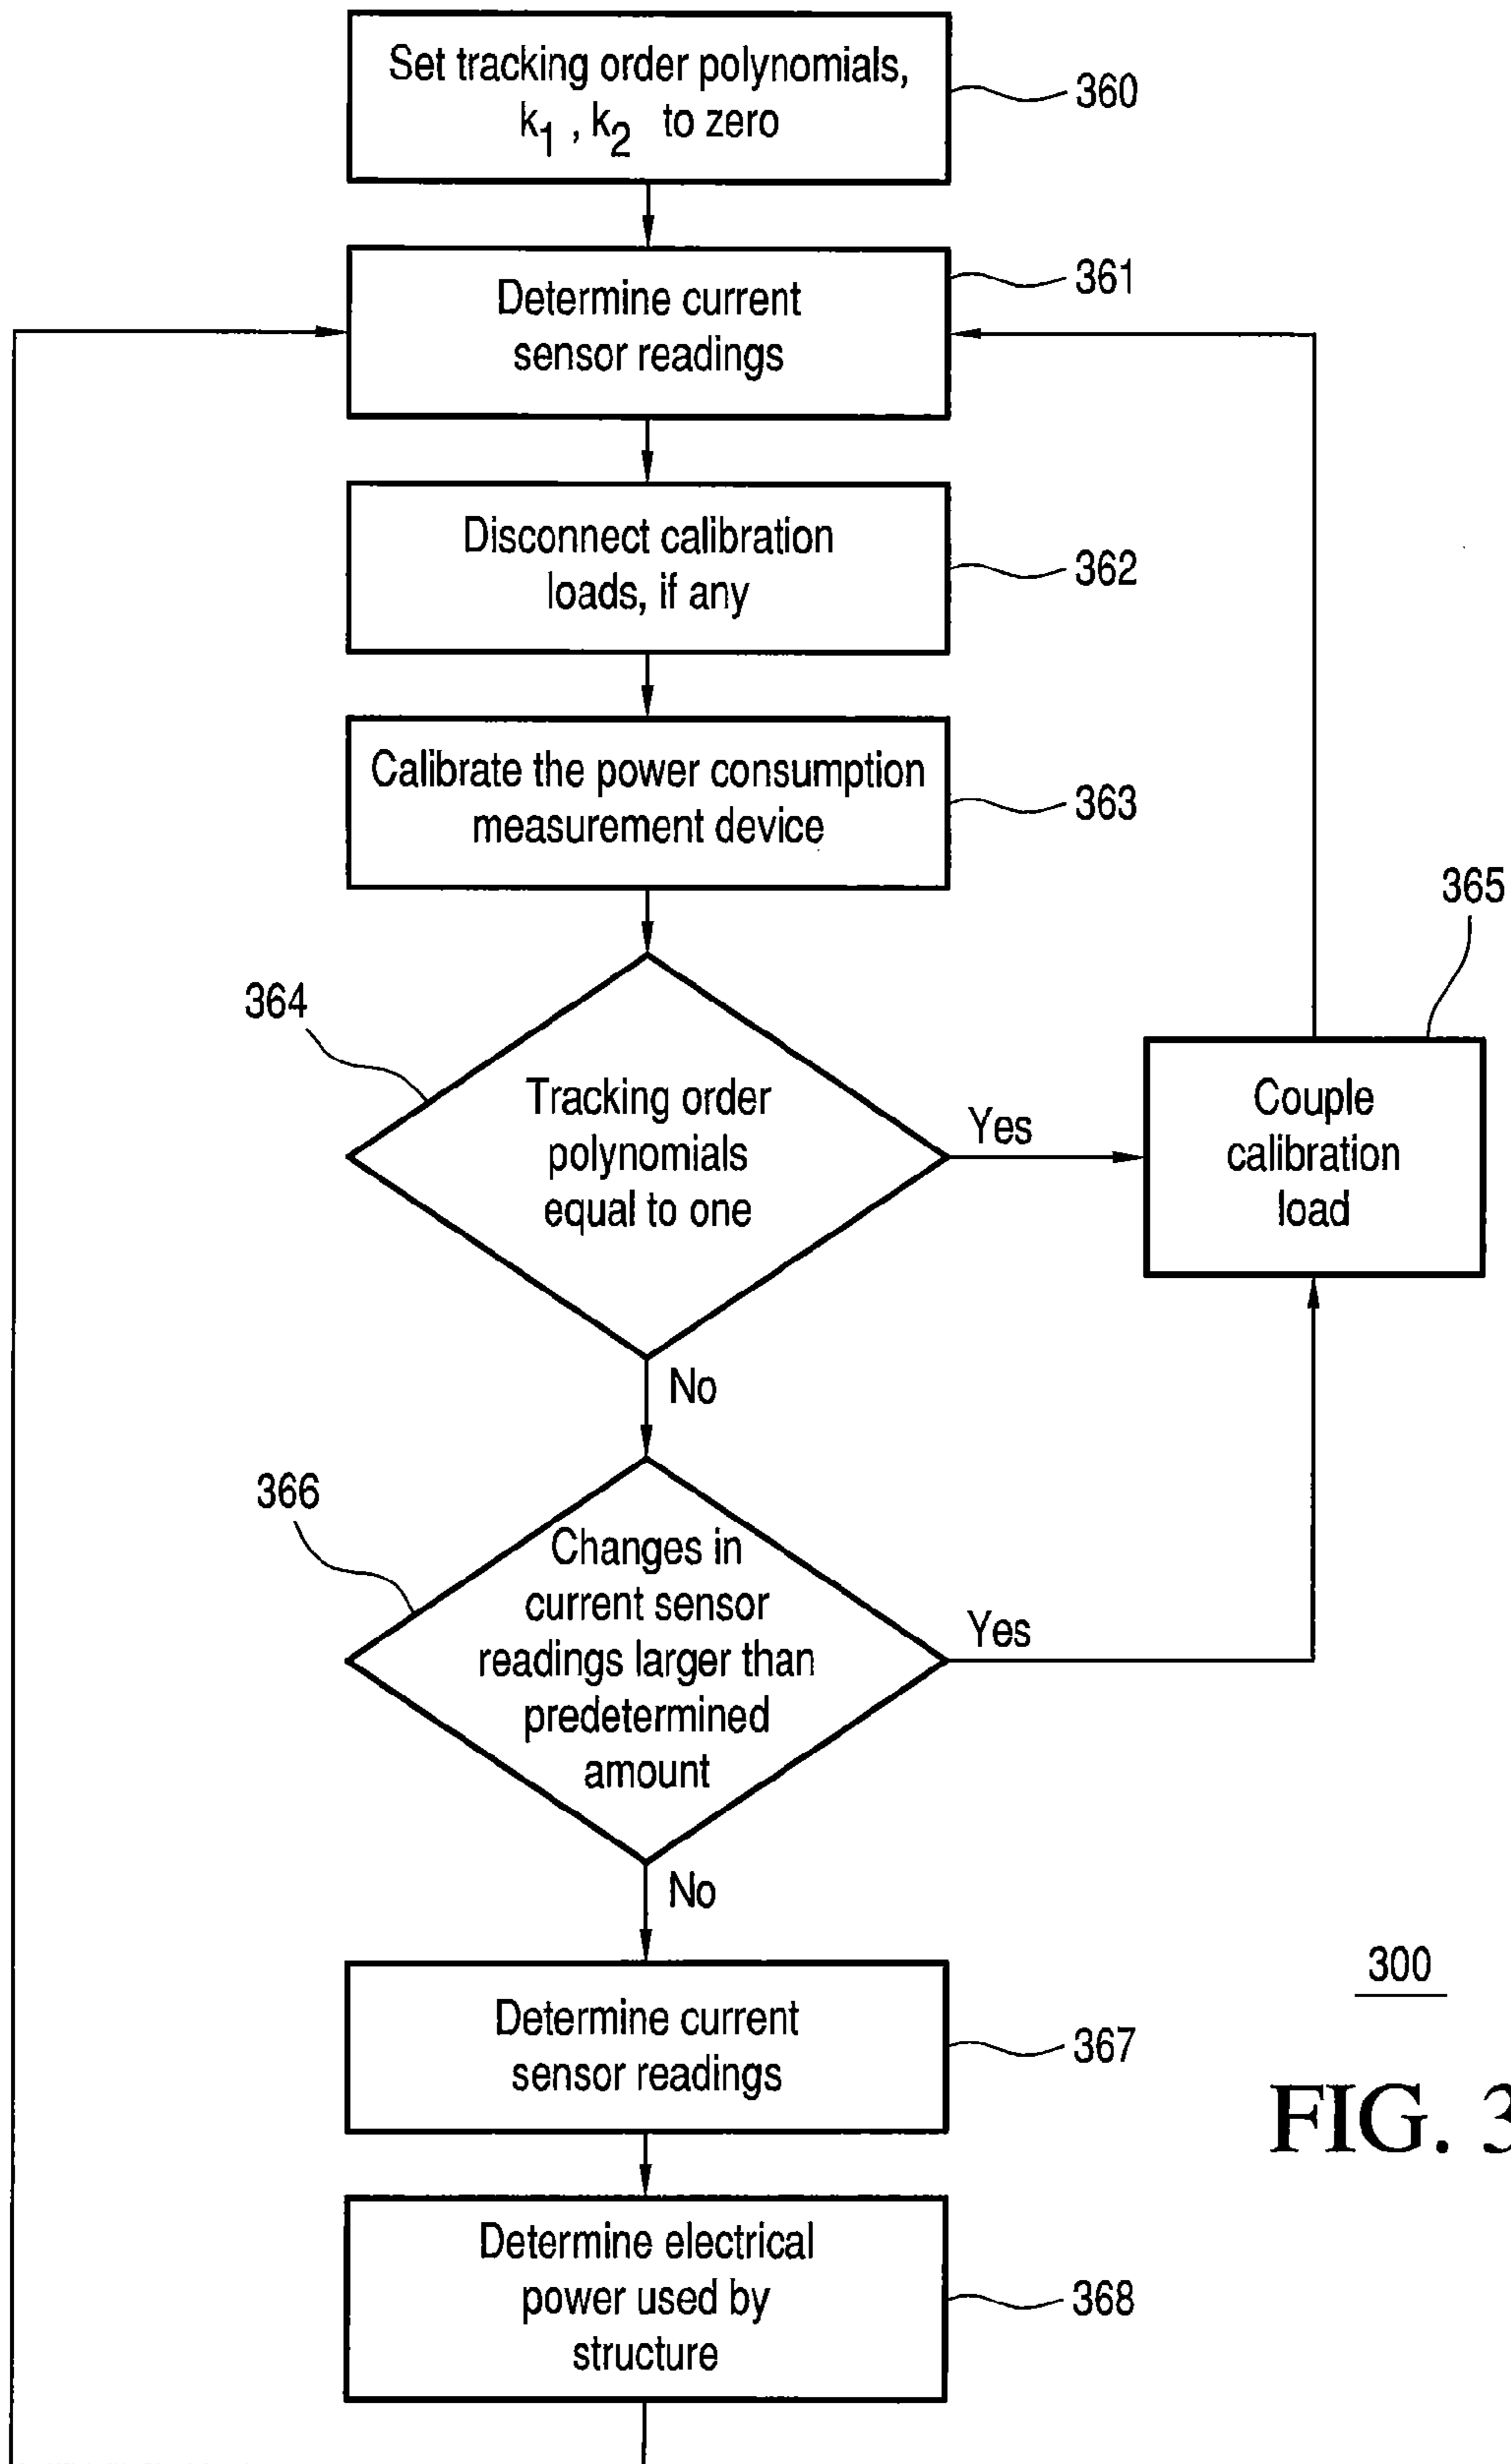 Set tracking order polynomials,
k1 , k2 to zero
360
Determine current
sensor readings
361
Disconnect calibration
loads, if any
362
Calibrate the power consumption
measurement device
363
364
Tracking order
polynomials
equal to one
Yes
365
Couple
calibration
load
No
366
Changes in
current sensor
readings larger than
predetermined
amount
Yes
No
Determine current
sensor readings
367
Determine electrical
power used by
structure
368
300
FIG. 3